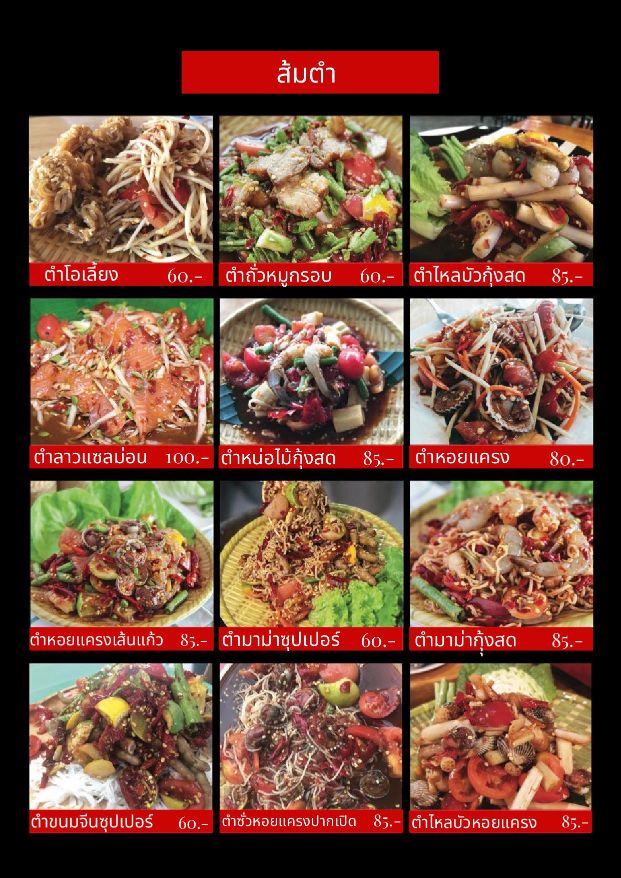 ส้มตำ
ตำโอเลี้ยง 60.-
ตำถั่วหมูกรอบ 60.-
ตำไหลบัวกุ้งสด 85.-
ตำลาวแซลม่อน 100.-
ตำหน่อไม้กุ้งสด 85.-
ตำหอยแครง 80.-
ตำหอยแครงเส้นแก้ว 85.-
ตำมาม่าซุปเปอร์ 60.-
ตำมาม่ากุ้งสด 85.-
ตำขนมจีนซุปเปอร์ 60.-
ตำซั่วหอยแครงปากเปิด 85.-
ตำไหลบัวหอยแครง 85.-